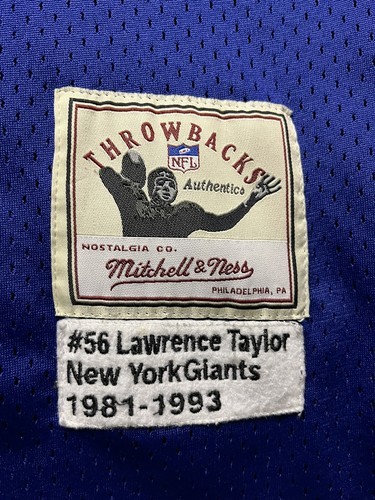 THROWBACKS
NFL
Authentics
NOSTALGIA CO.
Mitchell & Ness
PHILADELPHIA, PA
#56 Lawrence Taylor
New YorkGiants
1981-1993